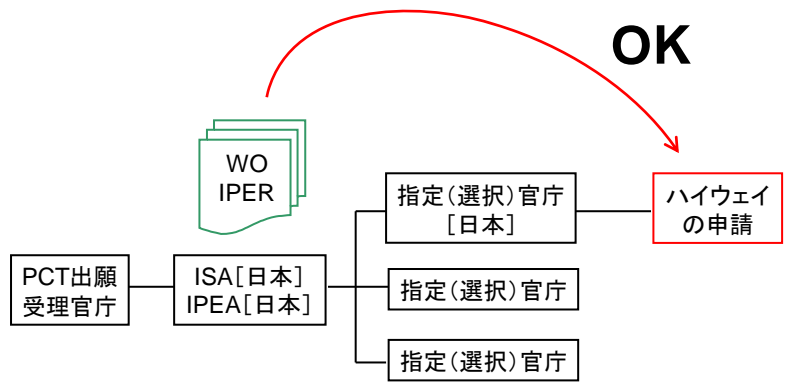 OK
WO
IPER
指定(選択)官庁
[日本]
ハイウェイ
の申請
PCT出願
受理官庁
ISA[日本]
IPEA[日本]
指定(選択)官庁
指定(選択)官庁